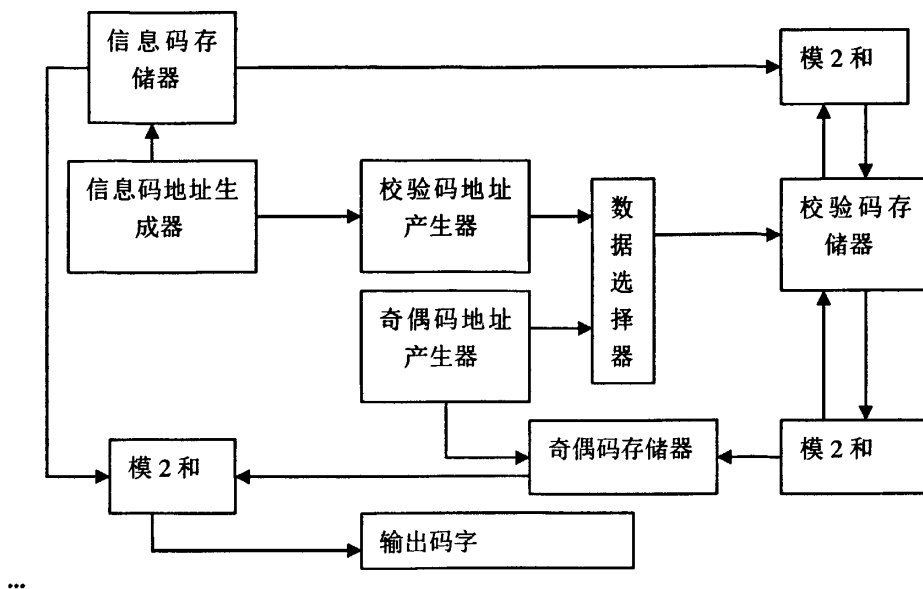 信息码存
储器
模2和
信息码地址生
成器
校验码地址
产生器
数
据
选
择
器
校验码存
储器
奇偶码地址
产生器
模2和
奇偶码存储器
模2和
输出码字
...